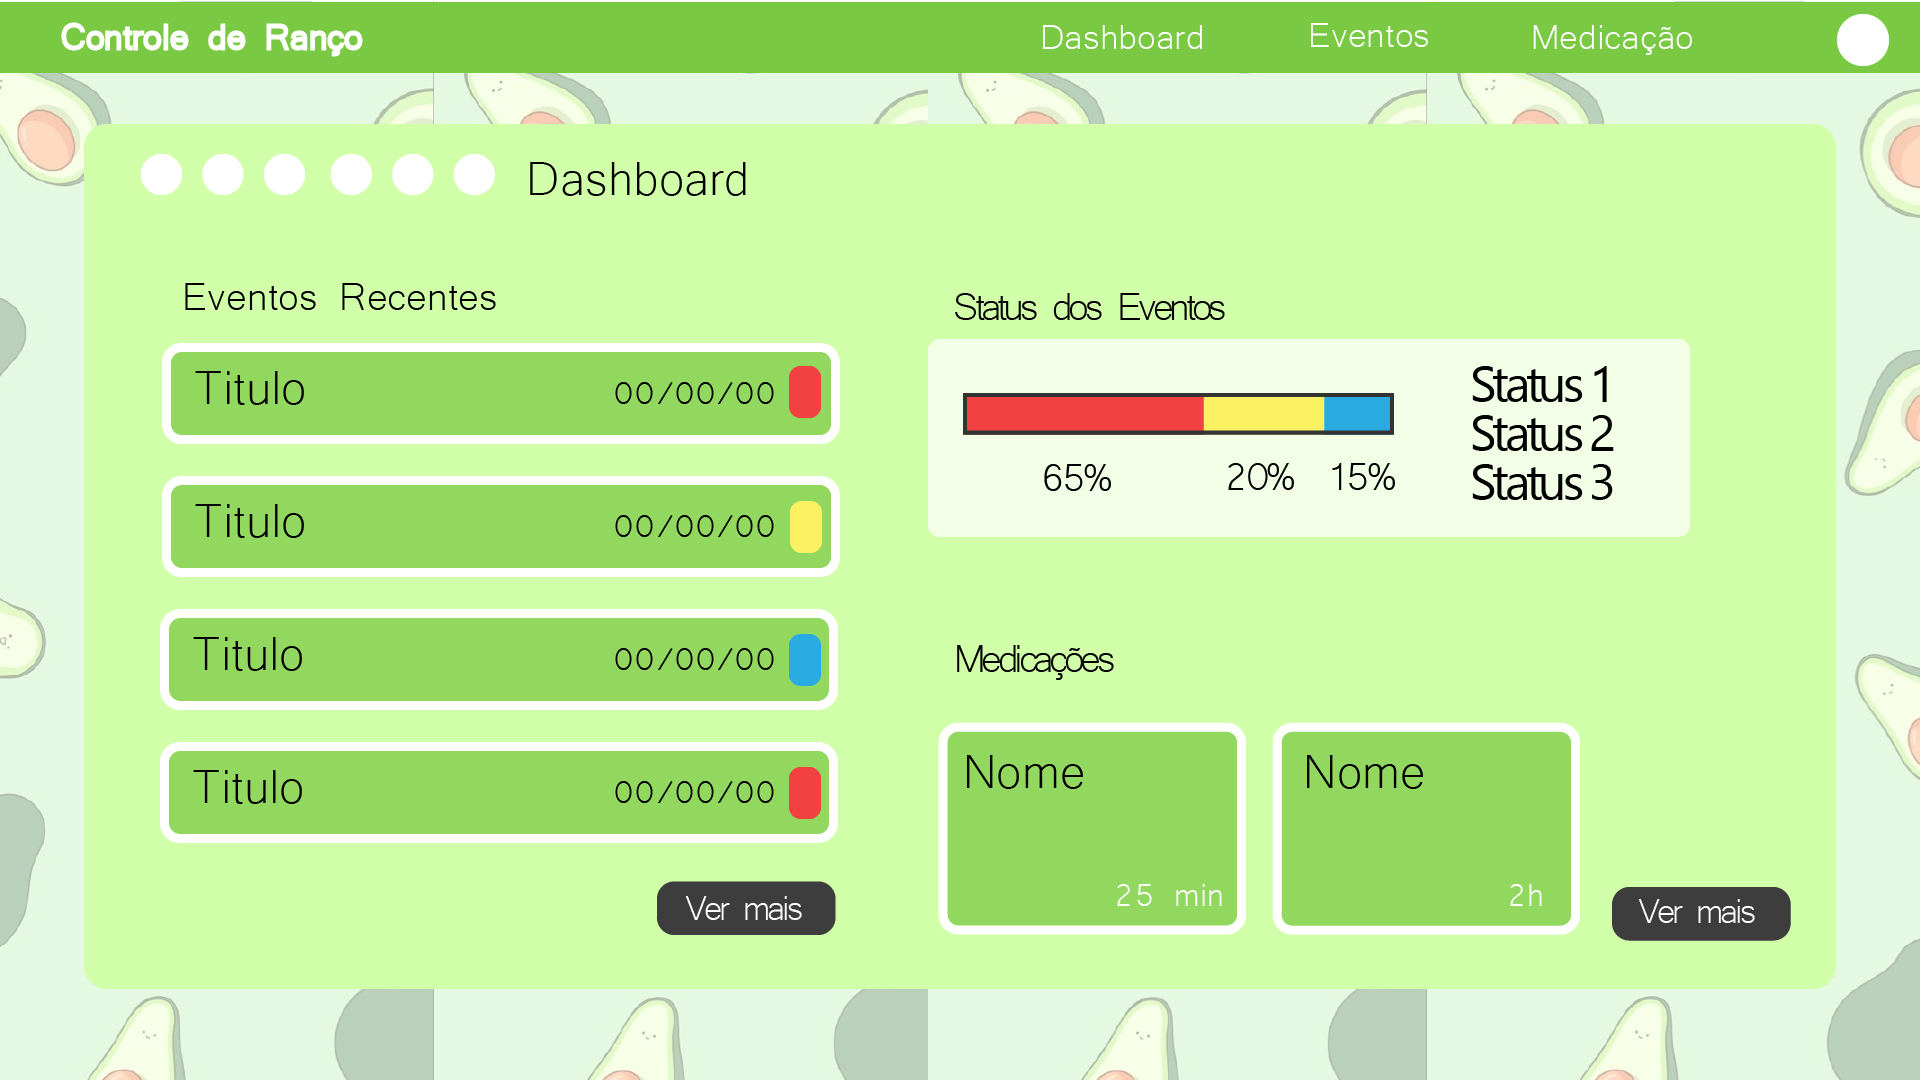 Controle de Ranço
Dashboard
Eventos
Medicação
Dashboard
Eventos Recentes
Titulo 00/00/00
Titulo 00/00/00
Titulo 00/00/00
Titulo 00/00/00
Ver mais
Status dos Eventos
65% 20% 15%
Status 1
Status 2
Status 3
Medicações
Nome
25 min
Nome
2h
Ver mais